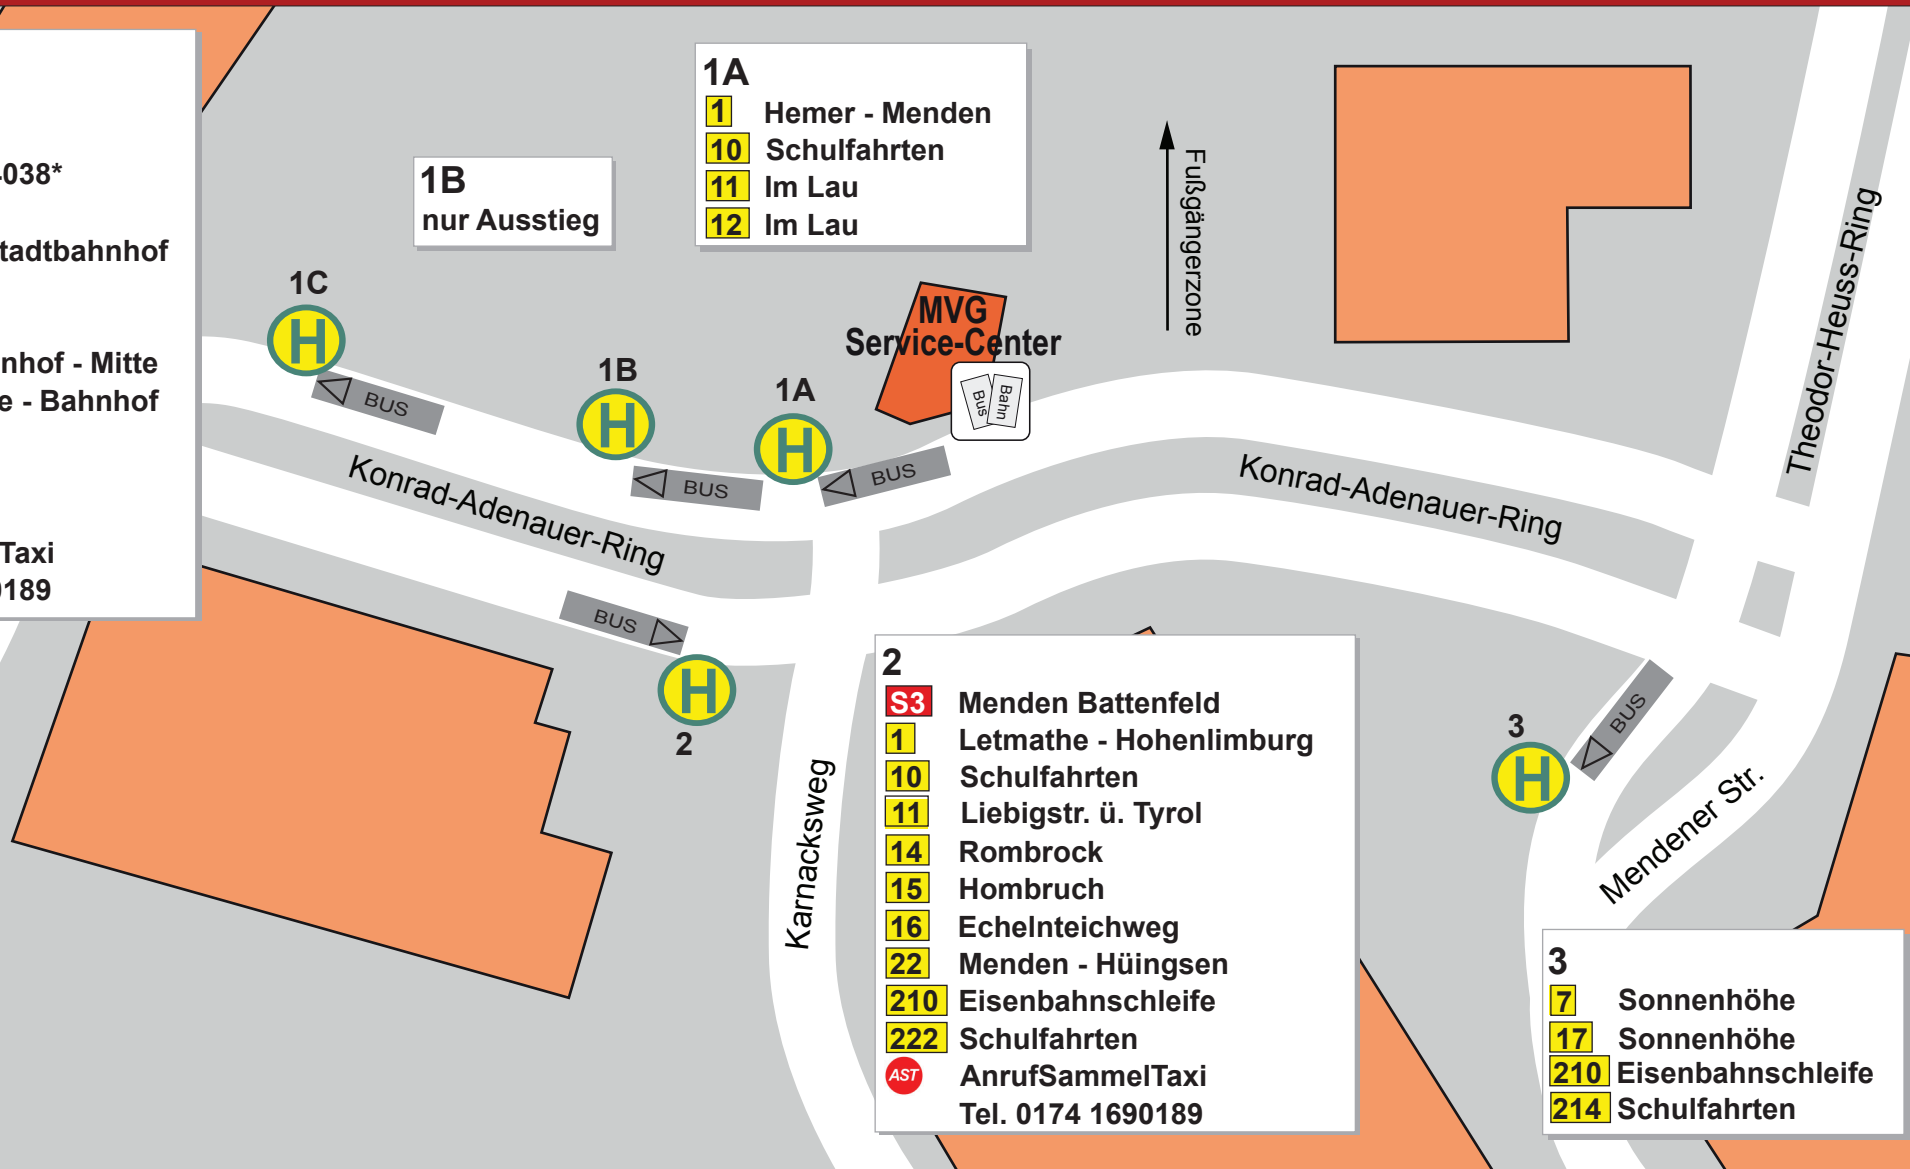 038*
tadtbahnhof
nhof - Mitte
e - Bahnhof
Taxi
189
1A
1 Hemer - Menden
10 Schulfahrten
11 Im Lau
12 Im Lau
1B
nur Ausstieg
Fußgängerzone
Theodor-Heuss-Ring
1C
H
BUS
1B
H
BUS
1A
H
BUS
MVG
Service-Center
Bus
Bahn
Konrad-Adenauer-Ring
Konrad-Adenauer-Ring
BUS
H
2
Karnacksweg
2
S3 Menden Battenfeld
1 Letmathe - Hohenlimburg
10 Schulfahrten
11 Liebigstr. ü. Tyrol
14 Rombrock
15 Hombruch
16 Echelnteichweg
22 Menden - Hüingsen
210 Eisenbahnschleife
222 Schulfahrten
AST AnrufSammelTaxi
Tel. 0174 1690189
3
H
BUS
Mendener Str.
3
7 Sonnenhöhe
17 Sonnenhöhe
210 Eisenbahnschleife
214 Schulfahrten